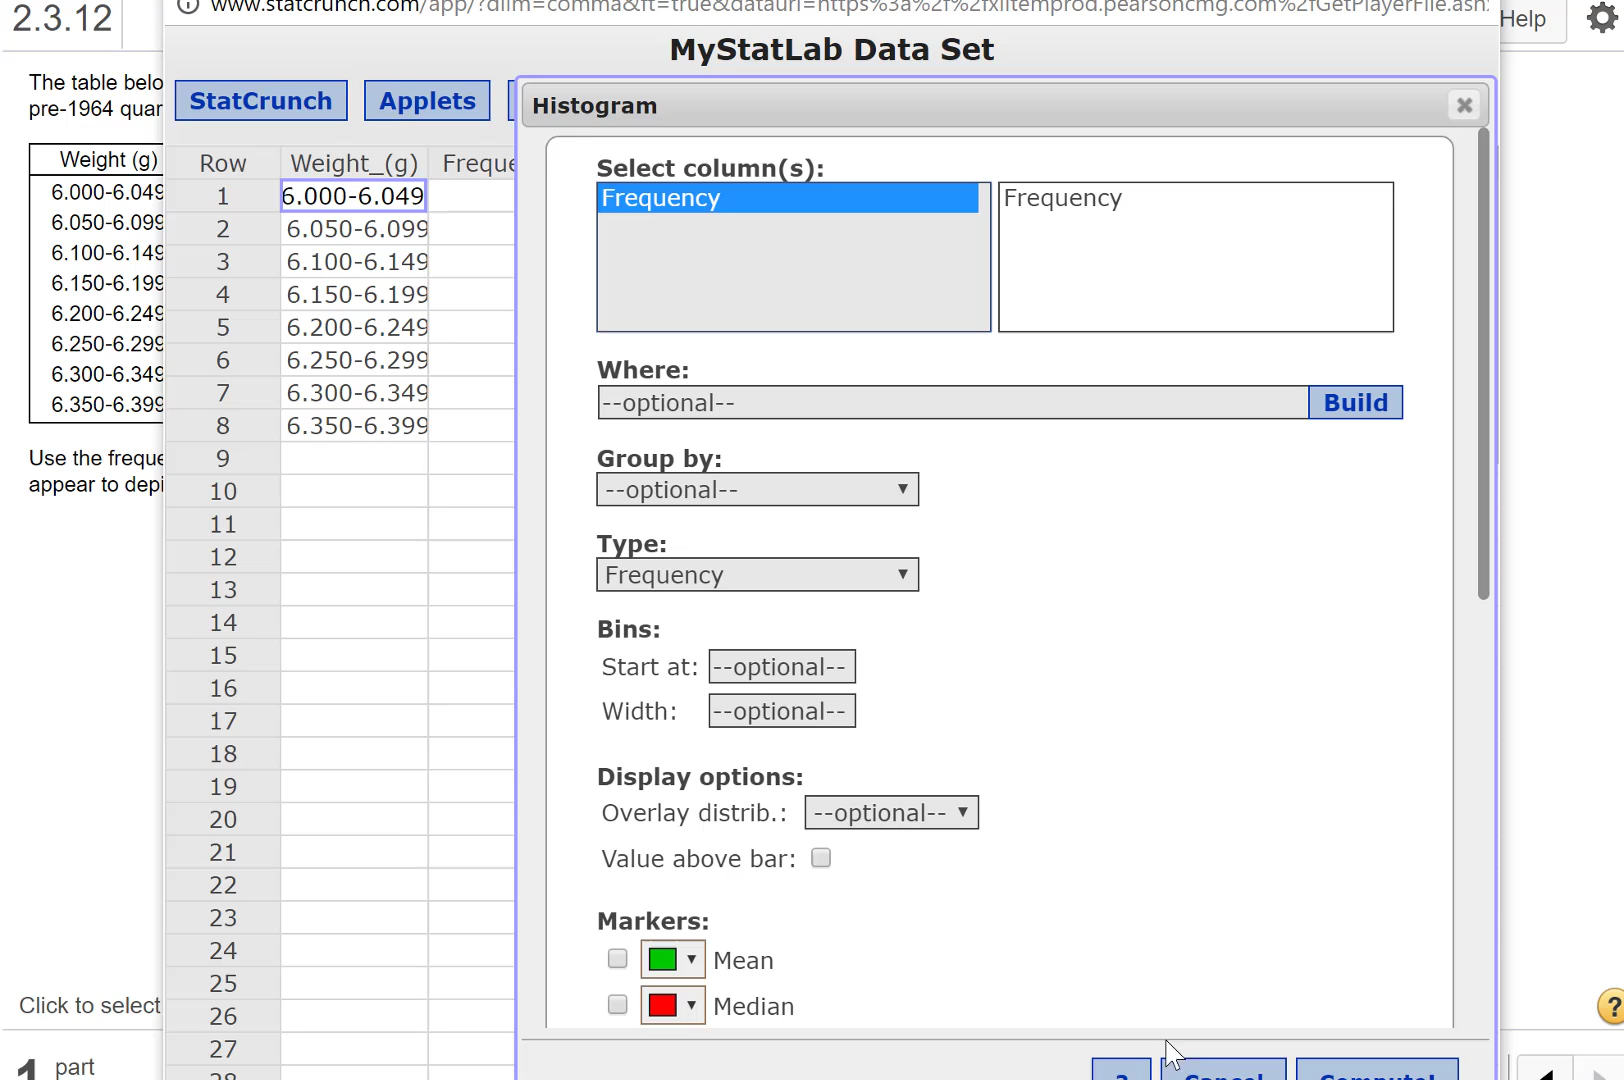 2.3.12
www.statcrunch.com/app/?dlim=comma&ft=true&dataurl=https%3a%2f%2fxlitemprod.pearsoncmg.com%2fGetPlayerFile.ash
Help
MyStatLab Data Set
The table belo
pre-1964 quar
StatCrunch
Applets
Histogram
Weight (g)
6.000-6.049
6.050-6.099
6.100-6.149
6.150-6.199
6.200-6.249
6.250-6.299
6.300-6.349
6.350-6.399
Use the freque
appear to depi
Click to select
1 part
Row Weight_(g) Freque
1 6.000-6.049
2 6.050-6.099
3 6.100-6.149
4 6.150-6.199
5 6.200-6.249
6 6.250-6.299
7 6.300-6.349
8 6.350-6.399
9
10
11
12
13
14
15
16
17
18
19
20
21
22
23
24
25
26
27
28
Select column(s):
Frequency
Frequency
Where:
--optional--
Build
Group by:
--optional--
Type:
Frequency
Bins:
Start at: --optional--
Width: --optional--
Display options:
Overlay distrib.: --optional--
Value above bar:
Markers:
Mean
Median
? Cancel Compute!
?